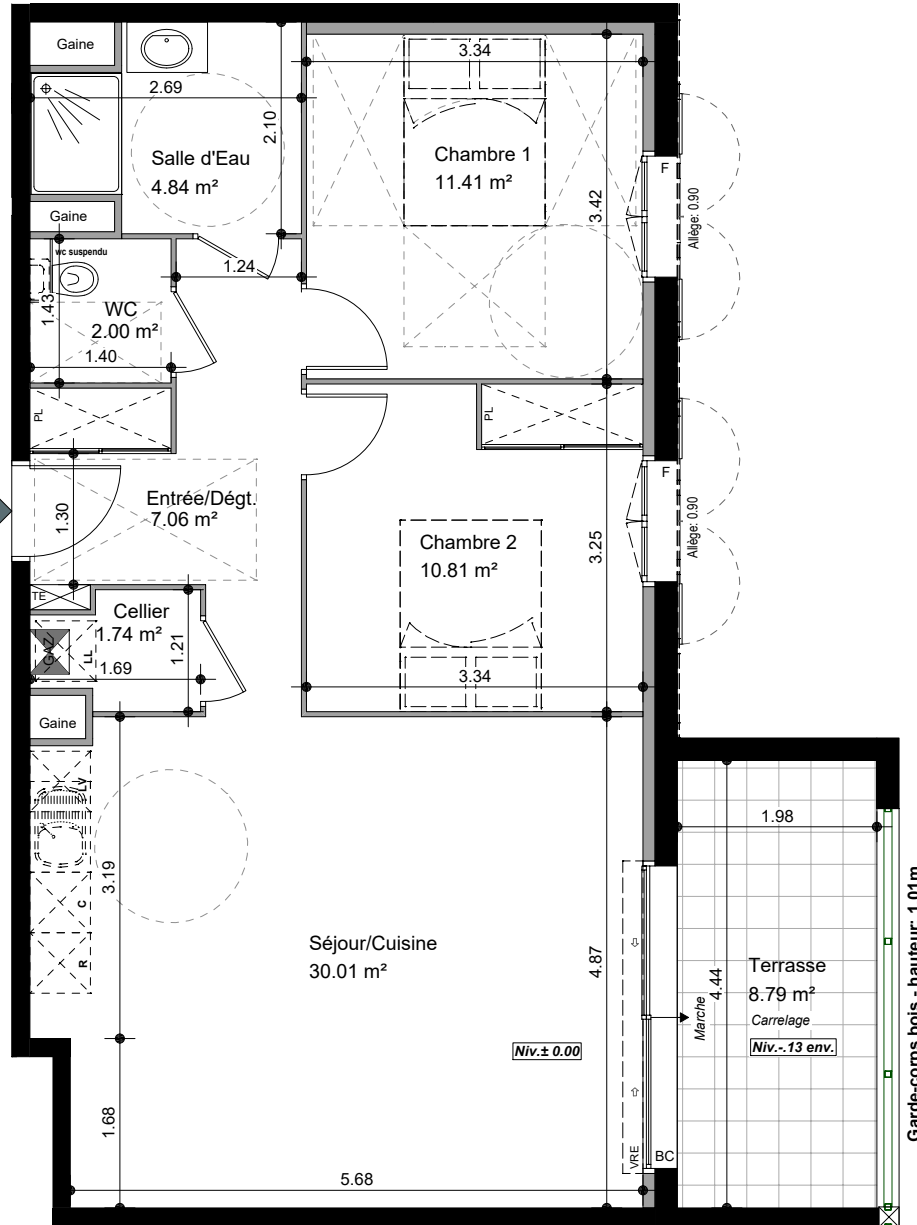 Gaine
2.69
2.10
Salle d'Eau
4.84 m²
3.34
Chambre 1
11.41 m²
3.42
F
Allège: 0.90
Gaine
wc suspendu
1.24
1.43
WC
2.00 m²
1.40
PL
PL
Entrée/Dégt.
7.06 m²
1.30
F
Allège: 0.90
Chambre 2
10.81 m²
3.25
3.34
TE
Cellier
1.74 m²
GAZ
LL
1.69
1.21
Gaine
LV
3.19
C
R
Séjour/Cuisine
30.01 m²
4.87
Niv.± 0.00
1.68
5.68
VRE
BC
Marche
4.44
1.98
Terrasse
8.79 m²
Carrelage
Niv.-.13 env.
Garde-corps bois - hauteur: 1.01m